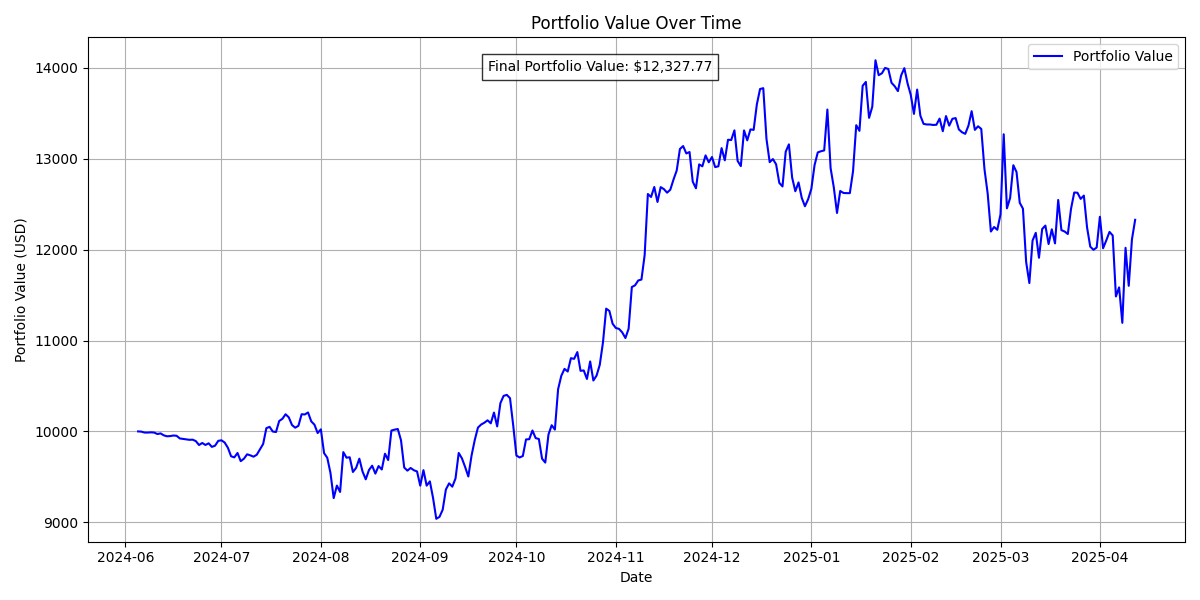 Portfolio Value Over Time
Final Portfolio Value: $12,327.77
Portfolio Value
Portfolio Value (USD)
14000
13000
12000
11000
10000
9000
2024-06 2024-07 2024-08 2024-09 2024-10 2024-11 2024-12 2025-01 2025-02 2025-03 2025-04
Date